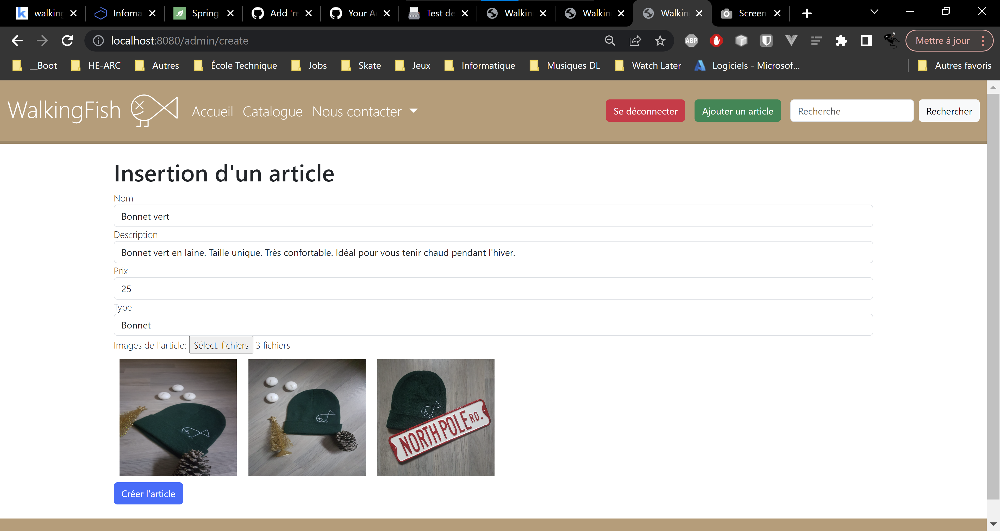 walking
Infoma
Spring
Add 're
Your A
Test de
Walkin
Walkin
Walkin
Screen
localhost:8080/admin/create
ABP
Mettre à jour
__Boot
HE-ARC
Autres
École Technique
Jobs
Skate
Jeux
Informatique
Musiques DL
Watch Later
Logiciels - Microsof...
Autres favoris
WalkingFish
Accueil
Catalogue
Nous contacter
Se déconnecter
Ajouter un article
Recherche
Rechercher
Insertion d'un article
Nom
Bonnet vert
Description
Bonnet vert en laine. Taille unique. Très confortable. Idéal pour vous tenir chaud pendant l'hiver.
Prix
25
Type
Bonnet
Images de l'article: Sélect. fichiers 3 fichiers
NORTH POLE RD.
Créer l'article